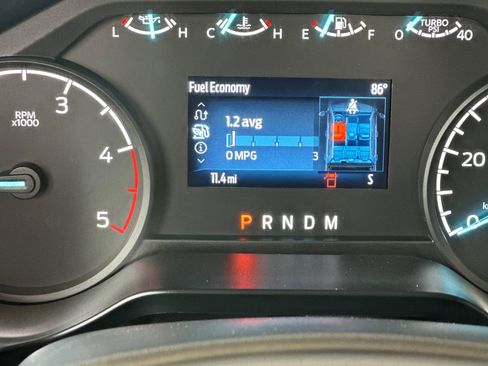 L H C H E F 0 TURBO PSI 40
Fuel Economy 86°
RPM
x1000
3
4
5
1.2 avg
0 MPG 3
11.4 mi S
P R N D M
20
0